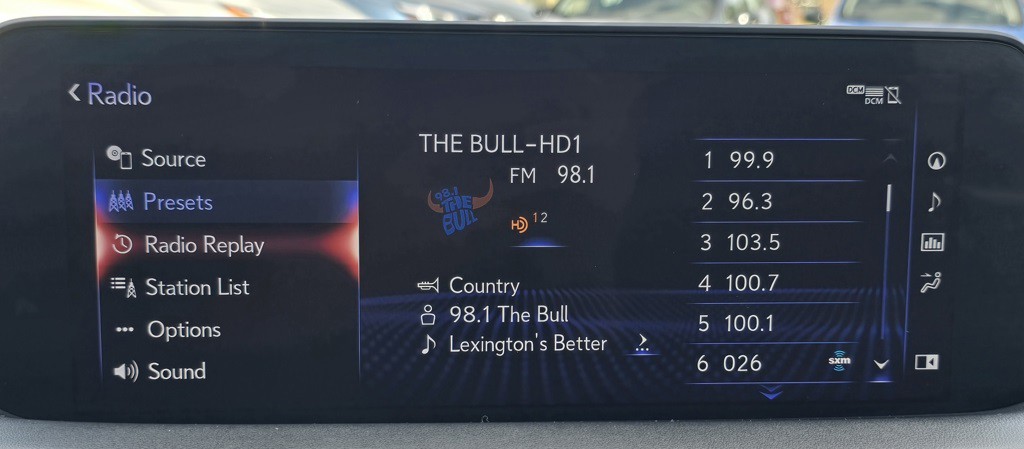 Radio
DCM
DCM
Source
Presets
Radio Replay
Station List
Options
Sound
THE BULL-HD1
FM 98.1
98.1
THE
BULL
HD 1 2
Country
98.1 The Bull
Lexington's Better
1 99.9
2 96.3
3 103.5
4 100.7
5 100.1
6 026 sxm